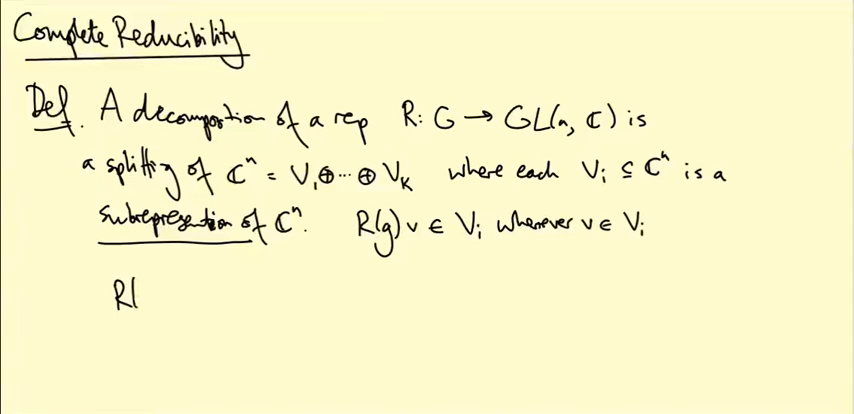 Complete Reducibility
Def. A decomposition of a rep R: G → GL(n, ℂ) is
a splitting of ℂⁿ = V₁⊕⋯⊕ V_K where each Vᵢ ⊆ ℂⁿ is a
subrepresentation of ℂⁿ. R(g)v ∈ Vᵢ whenever v ∈ Vᵢ
R(